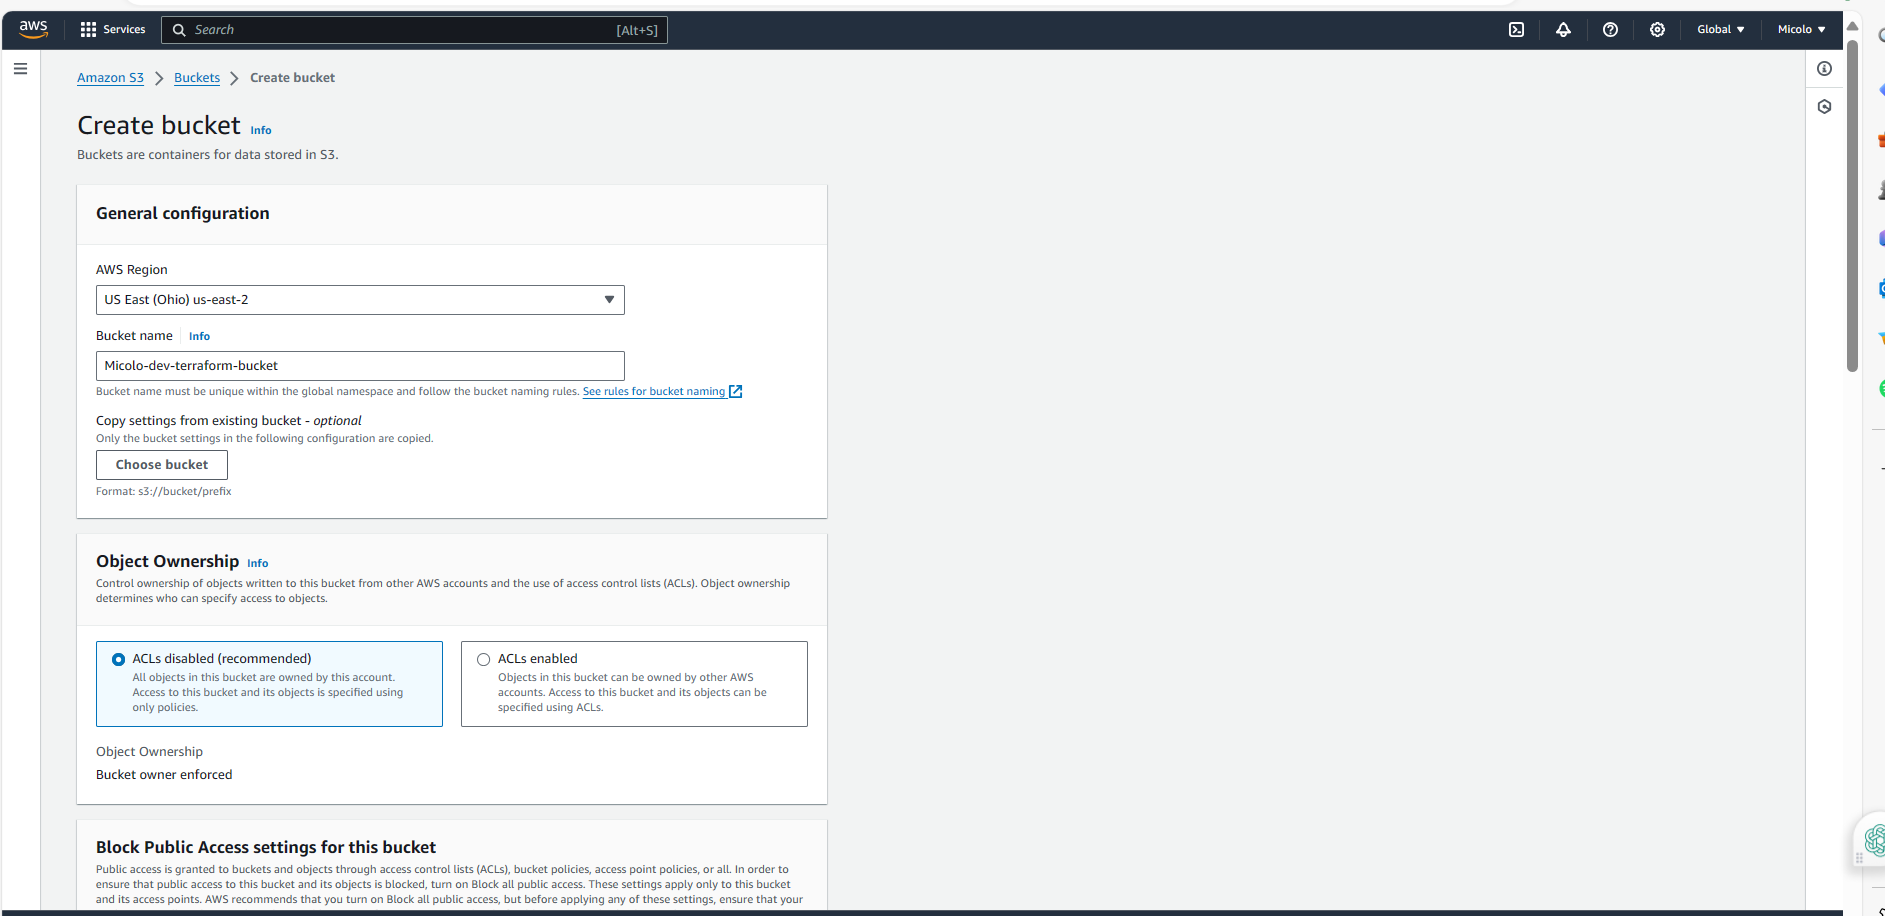 aws
Services
Search
[Alt+S]
Global
Micolo
Amazon S3 > Buckets > Create bucket
Create bucket Info
Buckets are containers for data stored in S3.
General configuration
AWS Region
US East (Ohio) us-east-2
Bucket name Info
Micolo-dev-terraform-bucket
Bucket name must be unique within the global namespace and follow the bucket naming rules. See rules for bucket naming
Copy settings from existing bucket - optional
Only the bucket settings in the following configuration are copied.
Choose bucket
Format: s3://bucket/prefix
Object Ownership Info
Control ownership of objects written to this bucket from other AWS accounts and the use of access control lists (ACLs). Object ownership
determines who can specify access to objects.
ACLs disabled (recommended)
All objects in this bucket are owned by this account.
Access to this bucket and its objects is specified using
only policies.
ACLs enabled
Objects in this bucket can be owned by other AWS
accounts. Access to this bucket and its objects can be
specified using ACLs.
Object Ownership
Bucket owner enforced
Block Public Access settings for this bucket
Public access is granted to buckets and objects through access control lists (ACLs), bucket policies, access point policies, or all. In order to
ensure that public access to this bucket and its objects is blocked, turn on Block all public access. These settings apply only to this bucket
and its access points. AWS recommends that you turn on Block all public access, but before applying any of these settings, ensure that your